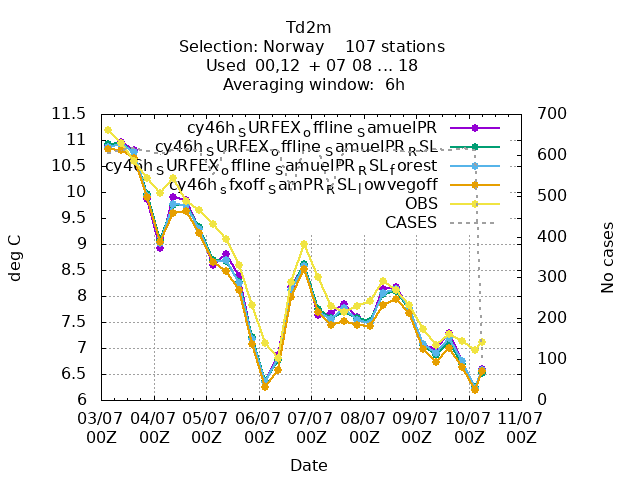 Td2m
Selection: Norway 107 stations
Used 00,12 + 07 08 ... 18
Averaging window: 6h
deg C
No cases
11.5
11
10.5
10
9.5
9
8.5
8
7.5
7
6.5
6
700
600
500
400
300
200
100
0
cy46h_SURFEX_offline_SamuelPR
cy46h_SURFEX_offline_SamuelPR_RSL
cy46h_SURFEX_offline_SamuelPR_RSL_forest
cy46h_sfxoff_SamPR_RSL_lowvegoff
OBS
CASES
03/07 04/07 05/07 06/07 07/07 08/07 09/07 10/07 11/07
00Z 00Z 00Z 00Z 00Z 00Z 00Z 00Z 00Z
Date